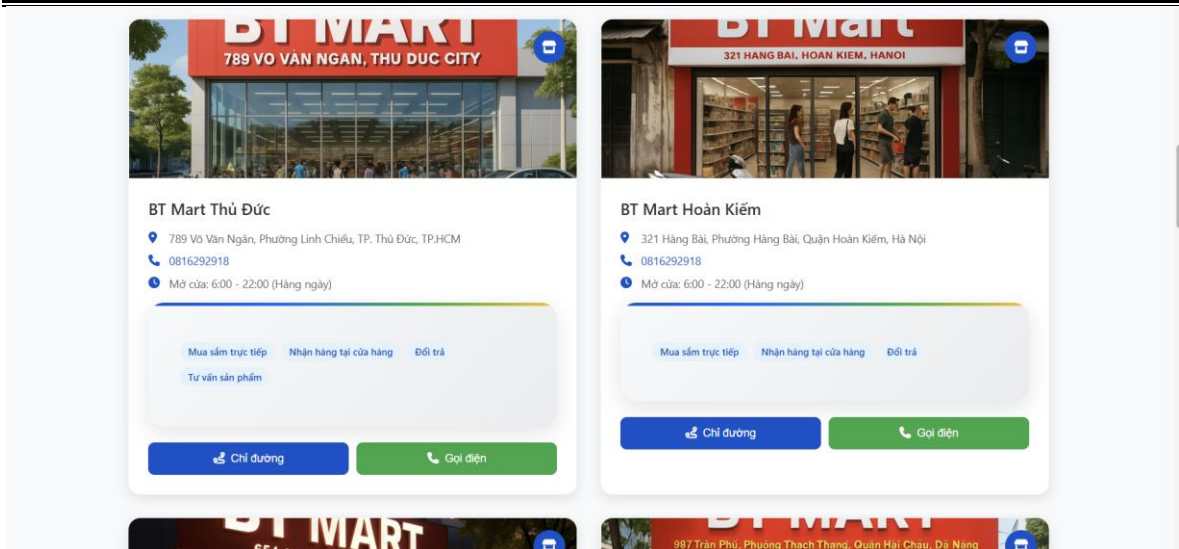 BT MART
789 VO VAN NGAN, THU DUC CITY
BT Mart
321 HANG BAI, HOAN KIEM, HANOI
BT Mart Thủ Đức
789 Võ Văn Ngân, Phường Linh Chiểu, TP. Thủ Đức, TP.HCM
0816292918
Mở cửa: 6:00 - 22:00 (Hàng ngày)
Mua sắm trực tiếp
Nhận hàng tại cửa hàng
Đổi trả
Tư vấn sản phẩm
Chỉ đường
Gọi điện
BT Mart Hoàn Kiếm
321 Hàng Bài, Phường Hàng Bài, Quận Hoàn Kiếm, Hà Nội
0816292918
Mở cửa: 6:00 - 22:00 (Hàng ngày)
Mua sắm trực tiếp
Nhận hàng tại cửa hàng
Đổi trả
Chỉ đường
Gọi điện
BT MART
BT MART
987 Trần Phú, Phuong Thach Thang, Quân Hải Châu, Dà Nẵng